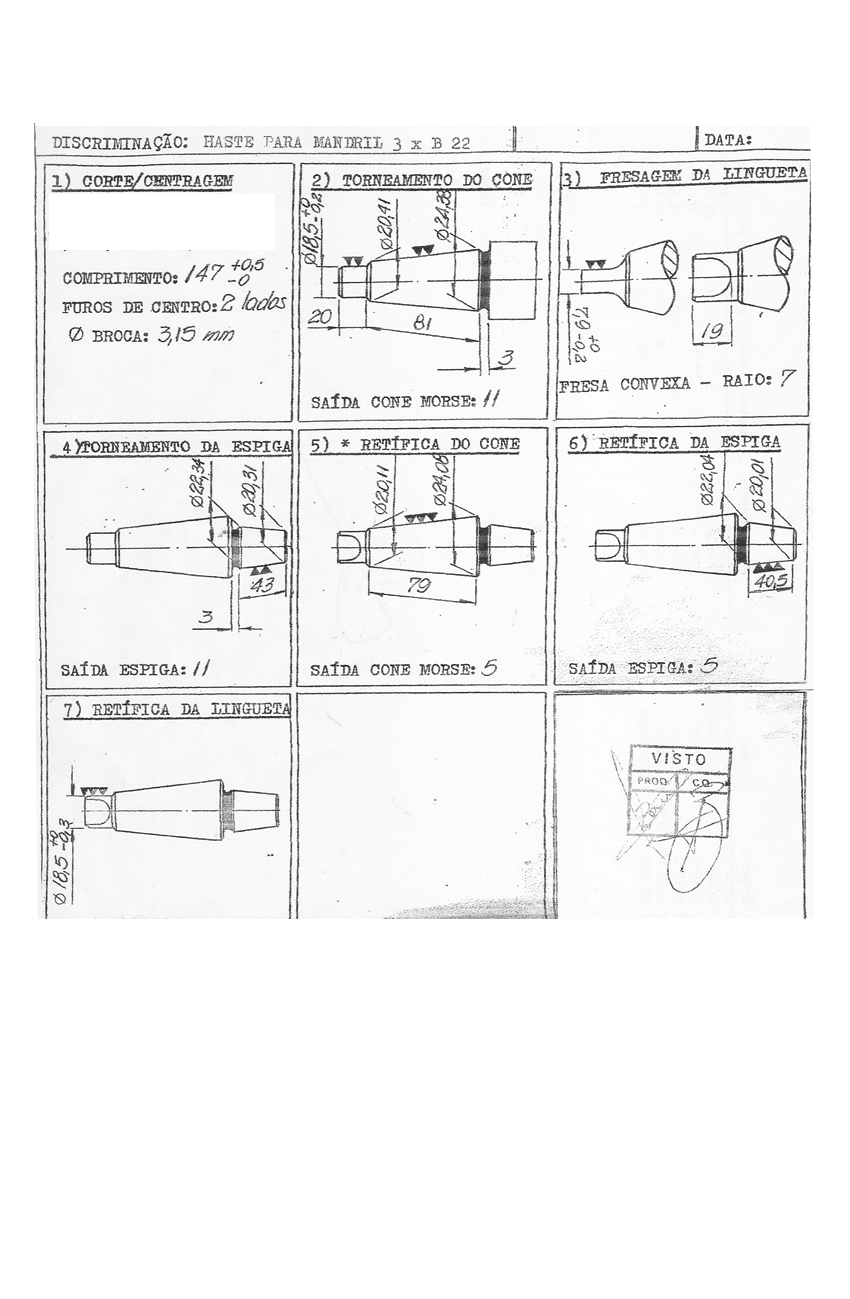 DISCRIMINAÇÃO: HASTE PARA MANDRIL 3 x B 22
DATA:
1) CORTE/CENTRAGEM
COMPRIMENTO: 147 +0,5 -0
FUROS DE CENTRO: 2 lados
Ø BROCA: 3,15 mm
2) TORNEAMENTO DO CONE
Ø18,5 +0 -0,2
Ø20,41
Ø24,38
20
81
3
SAÍDA CONE MORSE: 11
3) FRESAGEM DA LINGUETA
7,9 +0 -0,2
19
FRESA CONVEXA - RAIO: 7
4) TORNEAMENTO DA ESPIGA
Ø22,34
Ø20,31
43
3
SAÍDA ESPIGA: 11
5) * RETÍFICA DO CONE
Ø20,11
Ø24,06
79
SAÍDA CONE MORSE: 5
6) RETÍFICA DA ESPIGA
Ø22,04
Ø20,01
40,5
SAÍDA ESPIGA: 5
7) RETÍFICA DA LINGUETA
Ø18,5 +0 -0,3
VISTO
PROD. C.Q.